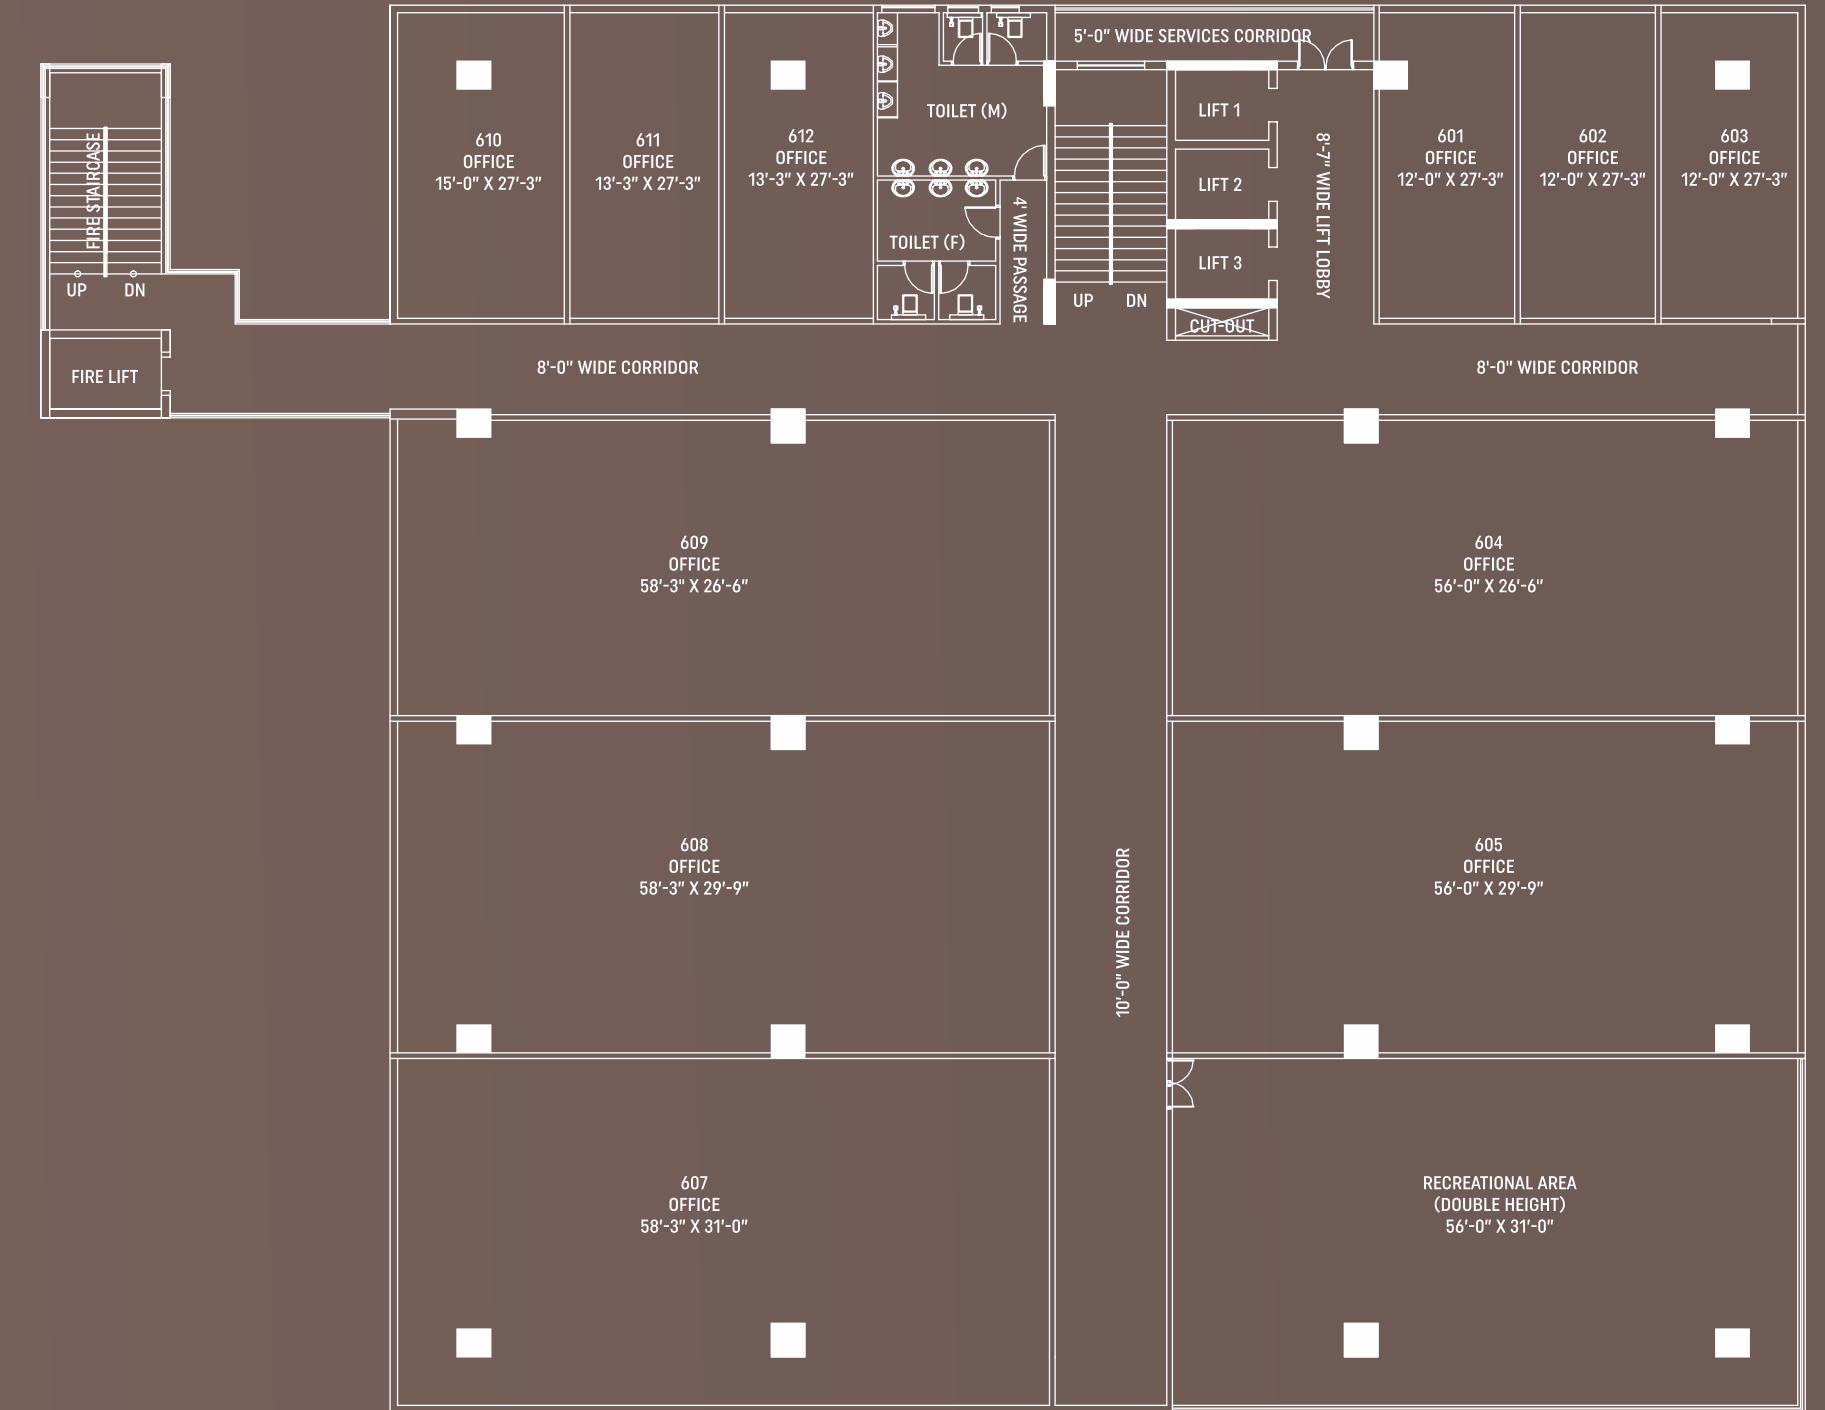 5'-0" WIDE SERVICES CORRIDOR
FIRE STAIRCASE
UP
DN
FIRE LIFT
610
OFFICE
15'-0" X 27'-3"
611
OFFICE
13'-3" X 27'-3"
612
OFFICE
13'-3" X 27'-3"
TOILET (M)
TOILET (F)
4' WIDE PASSAGE
UP
DN
LIFT 1
LIFT 2
LIFT 3
CUT-OUT
8'-7" WIDE LIFT LOBBY
601
OFFICE
12'-0" X 27'-3"
602
OFFICE
12'-0" X 27'-3"
603
OFFICE
12'-0" X 27'-3"
8'-0" WIDE CORRIDOR
8'-0" WIDE CORRIDOR
609
OFFICE
58'-3" X 26'-6"
604
OFFICE
56'-0" X 26'-6"
608
OFFICE
58'-3" X 29'-9"
10'-0" WIDE CORRIDOR
605
OFFICE
56'-0" X 29'-9"
607
OFFICE
58'-3" X 31'-0"
RECREATIONAL AREA
(DOUBLE HEIGHT)
56'-0" X 31'-0"